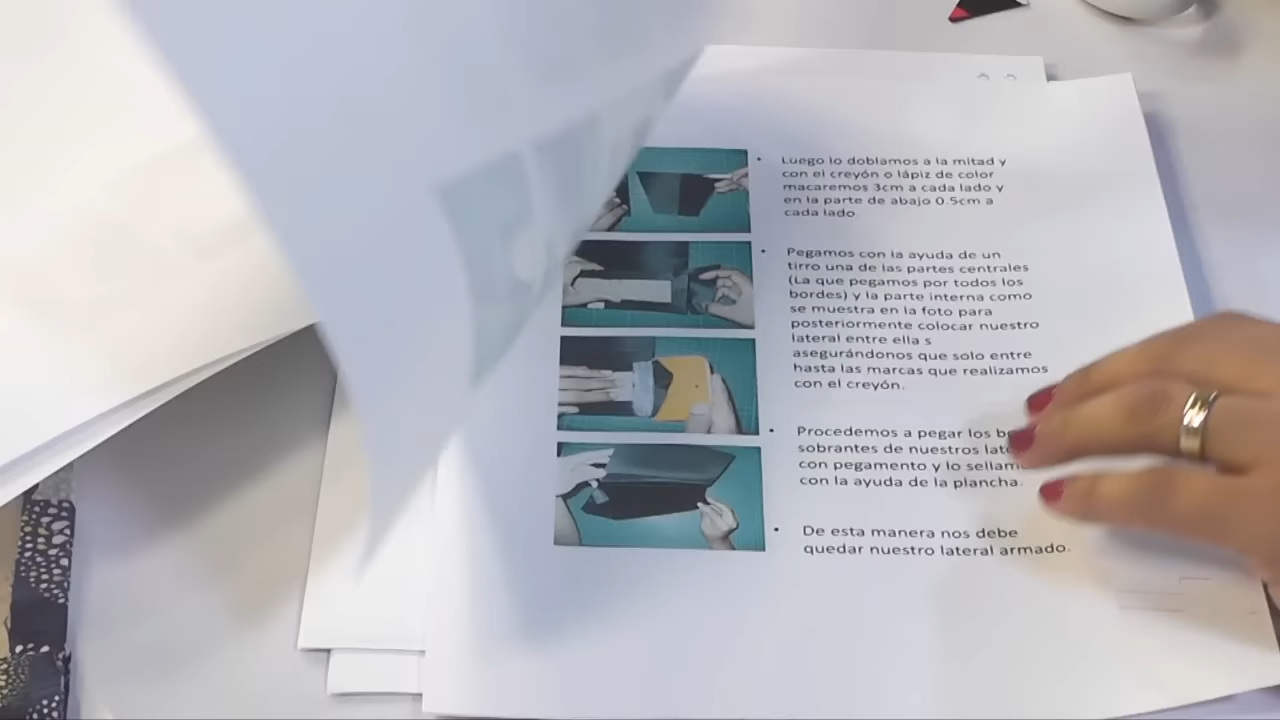 Luego lo doblamos a la mitad y
con el creyón o lápiz de color
macaremos 3cm a cada lado y
en la parte de abajo 0.5cm a
cada lado
Pegamos con la ayuda de un
tirro una de las partes centrales
(La que pegamos por todos los
bordes) y la parte interna como
se muestra en la foto para
posteriormente colocar nuestro
lateral entre ella s
asegurándonos que solo entre
hasta las marcas que realizamos
con el creyón.
Procedemos a pegar los
sobrantes de nuestros
con pegamento y lo
con la ayuda de la plancha.
De esta manera nos debe
quedar nuestro lateral armado.